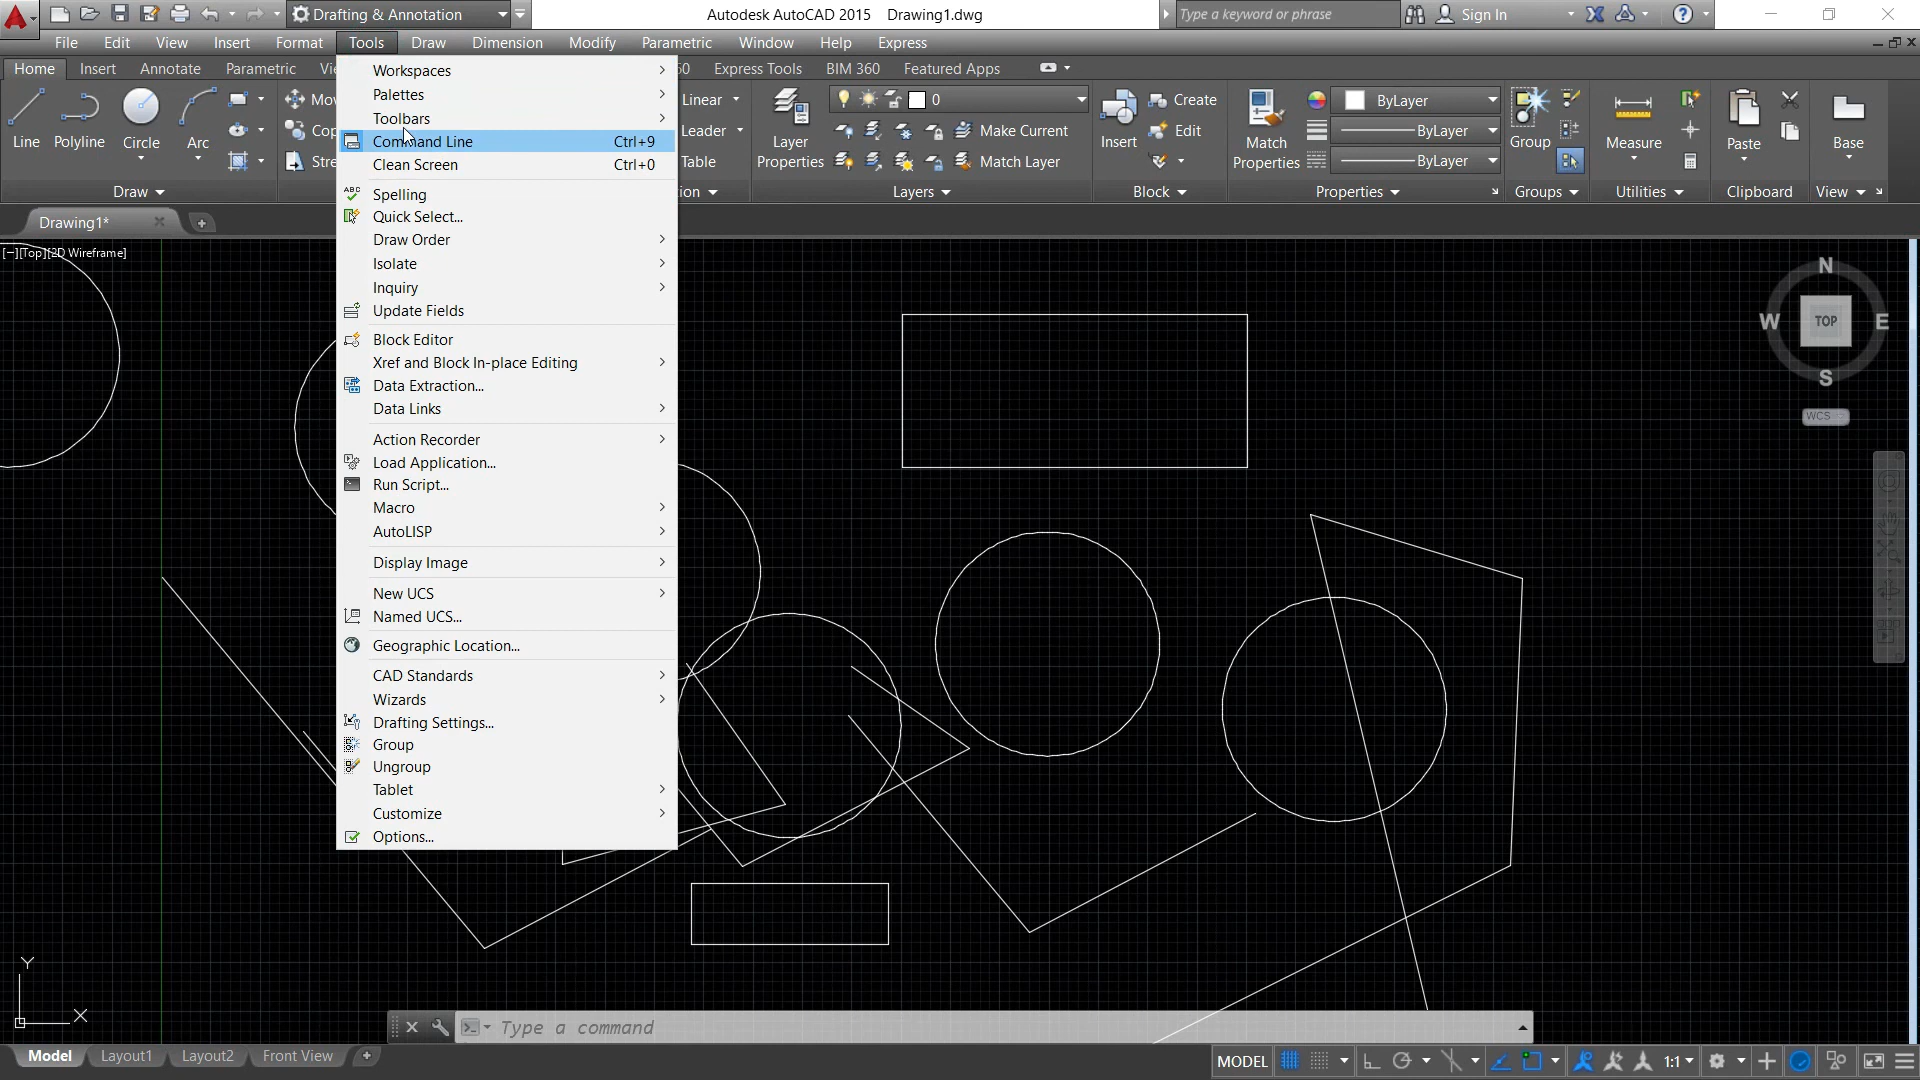 Drafting & Annotation
Autodesk AutoCAD 2015 Drawing1.dwg
Type a keyword or phrase
Sign In
File Edit View Insert Format Tools Draw Dimension Modify Parametric Window Help Express
Home Insert Annotate Parametric
60 Express Tools BIM 360 Featured Apps
Line Polyline Circle Arc
Linear
Leader
Table
Layer Properties
0
Make Current
Match Layer
Insert
Create
Edit
Match Properties
ByLayer
ByLayer
ByLayer
Group
Measure
Paste
Base
Draw
Layers
Block
Properties
Groups
Utilities
Clipboard
View
Drawing1*
[−][Top][2D Wireframe]
Workspaces
Palettes
Toolbars
Command Line Ctrl+9
Clean Screen Ctrl+0
ABC
Spelling
Quick Select...
Draw Order
Isolate
Inquiry
Update Fields
Block Editor
Xref and Block In-place Editing
Data Extraction...
Data Links
Action Recorder
Load Application...
Run Script...
Macro
AutoLISP
Display Image
New UCS
Named UCS...
Geographic Location...
CAD Standards
Wizards
Drafting Settings...
Group
Ungroup
Tablet
Customize
Options...
N
W TOP E
S
WCS
Y
X
Type a command
Model Layout1 Layout2 Front View
MODEL
1:1